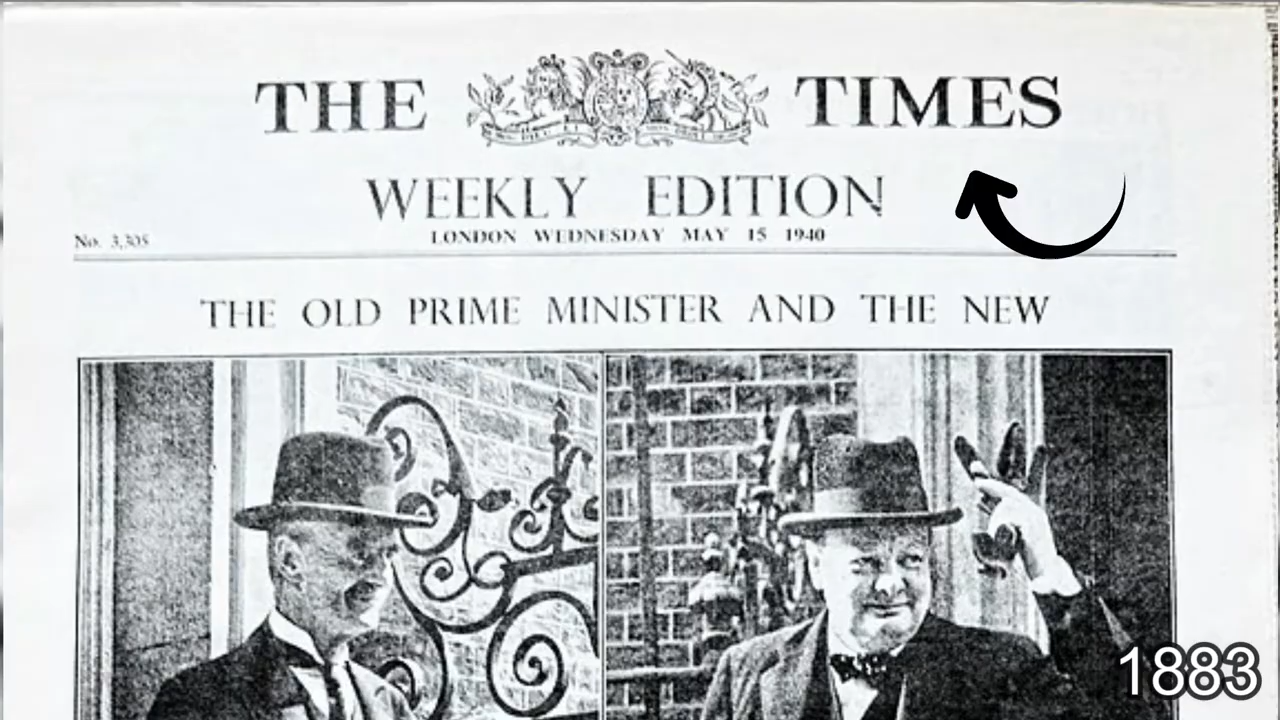 THE TIMES
WEEKLY EDITION
No. 3,305
LONDON WEDNESDAY MAY 15 1940
THE OLD PRIME MINISTER AND THE NEW
1883